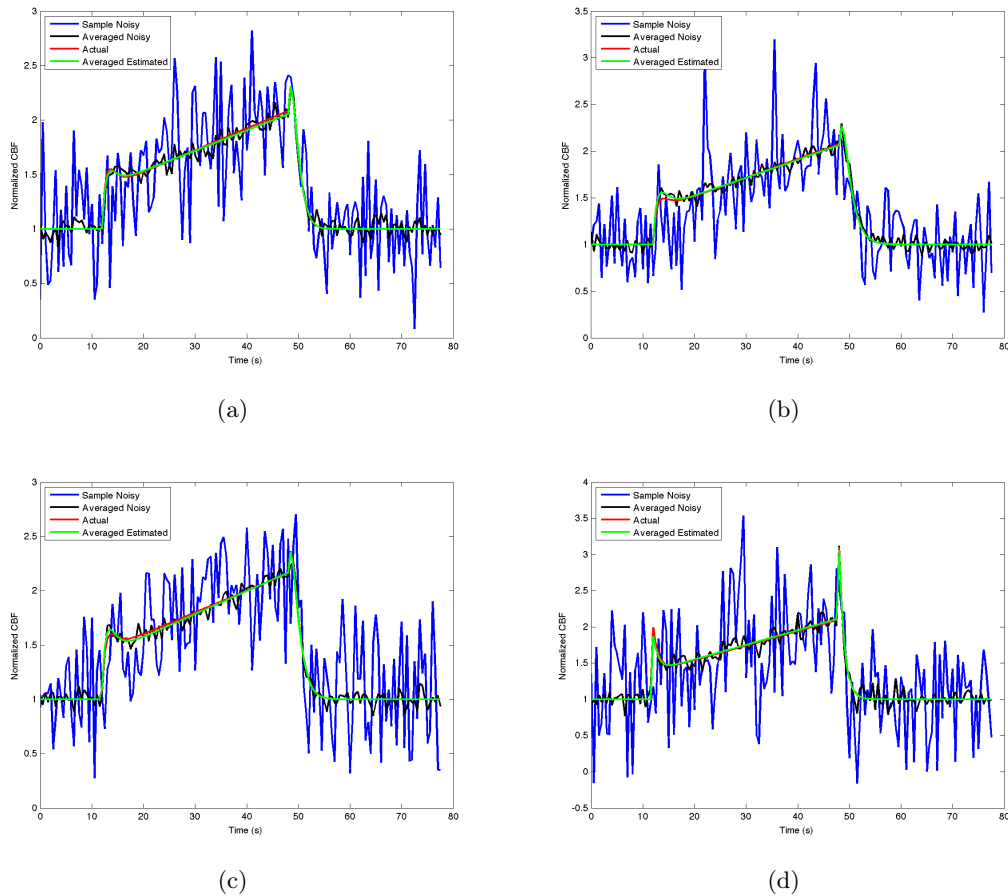 3
2.5
2
1.5
1
0.5
0
0 10 20 30 40 50 60 70 80
Normalized CBF
Time (s)
Sample Noisy
Averaged Noisy
Actual
Averaged Estimated
(a)
3.5
3
2.5
2
1.5
1
0.5
0
0 10 20 30 40 50 60 70 80
Normalized CBF
Time (s)
Sample Noisy
Averaged Noisy
Actual
Averaged Estimated
(b)
3
2.5
2
1.5
1
0.5
0
0 10 20 30 40 50 60 70 80
Normalized CBF
Time (s)
Sample Noisy
Averaged Noisy
Actual
Averaged Estimated
(c)
4
3.5
3
2.5
2
1.5
1
0.5
0
-0.5
0 10 20 30 40 50 60 70 80
Normalized CBF
Time (s)
Sample Noisy
Averaged Noisy
Actual
Averaged Estimated
(d)